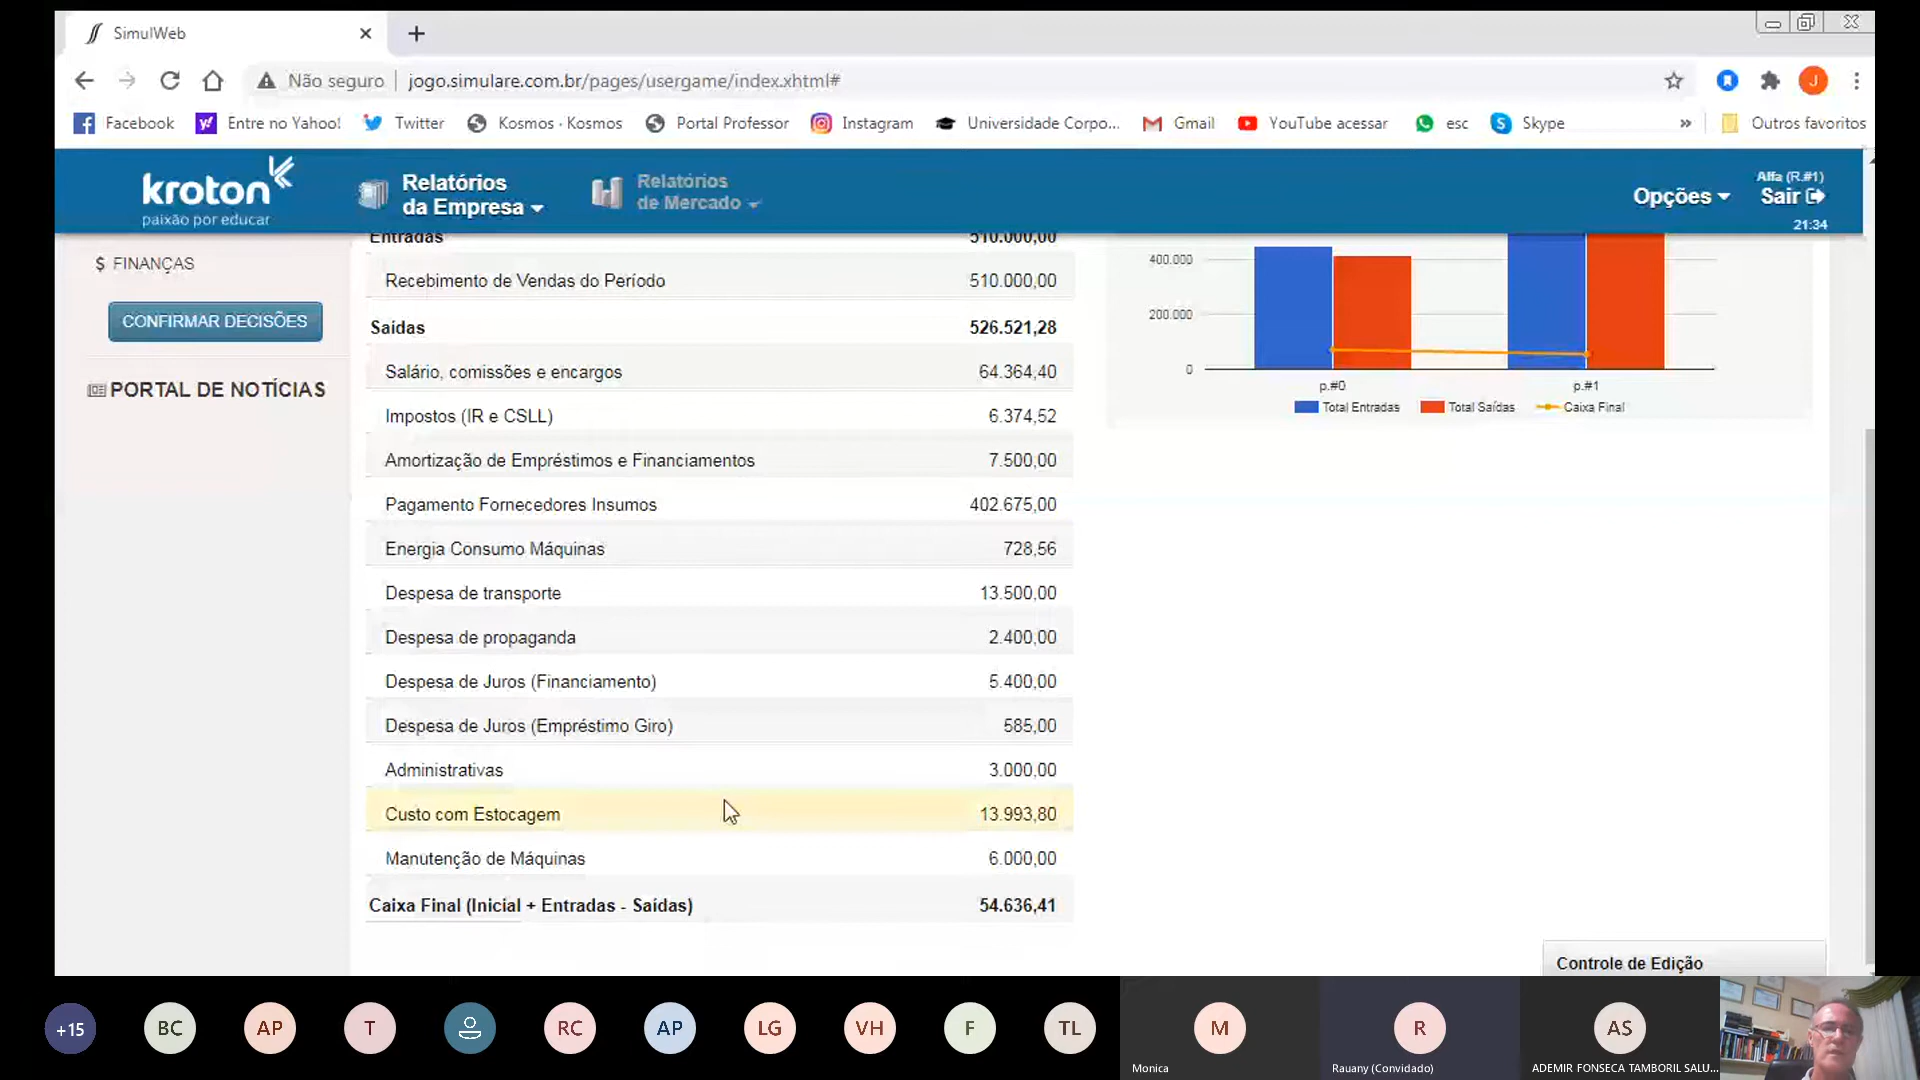 SimulWeb
Não seguro
jogo.simulare.com.br/pages/usergame/index.xhtml#
J
Facebook
Entre no Yahoo!
Twitter
Kosmos · Kosmos
Portal Professor
Instagram
Universidade Corpo...
Gmail
YouTube acessar
esc
Skype
»
Outros favoritos
kroton
paixão por educar
Relatórios
da Empresa
Relatórios
de Mercado
Opções
Alfa (R.#1)
Sair
21:34
$ FINANÇAS
CONFIRMAR DECISÕES
PORTAL DE NOTÍCIAS
Entradas 510.000,00
Recebimento de Vendas do Período 510.000,00
Saídas 526.521,28
Salário, comissões e encargos 64.364,40
Impostos (IR e CSLL) 6.374,52
Amortização de Empréstimos e Financiamentos 7.500,00
Pagamento Fornecedores Insumos 402.675,00
Energia Consumo Máquinas 728,56
Despesa de transporte 13.500,00
Despesa de propaganda 2.400,00
Despesa de Juros (Financiamento) 5.400,00
Despesa de Juros (Empréstimo Giro) 585,00
Administrativas 3.000,00
Custo com Estocagem 13.993,80
Manutenção de Máquinas 6.000,00
Caixa Final (Inicial + Entradas - Saídas) 54.636,41
400.000
200.000
0
p.#0 p.#1
Total Entradas Total Saídas Caixa Final
Controle de Edição
+15
BC
AP
T
RC
AP
LG
VH
F
TL
M
Monica
R
Rauany (Convidado)
AS
ADEMIR FONSECA TAMBORIL SALU...